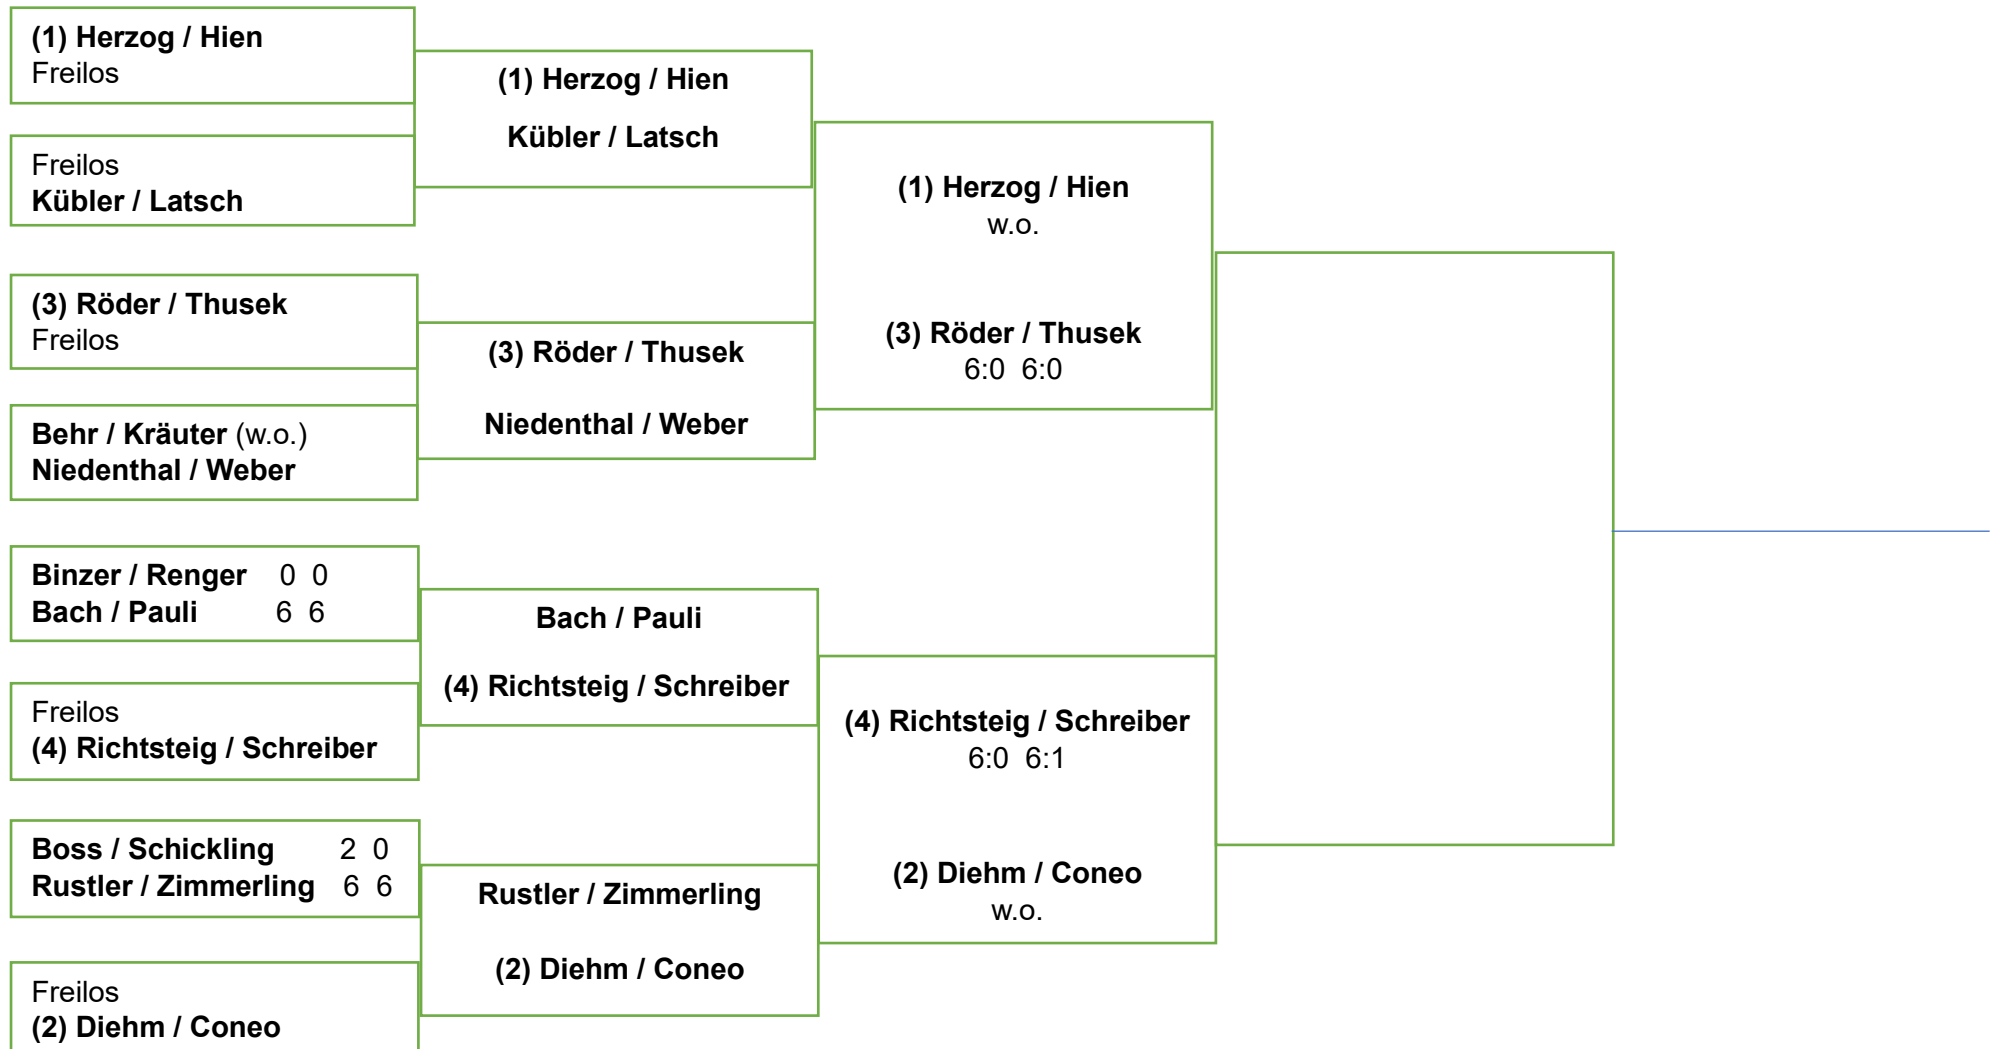 (1) Herzog / Hien
Freilos
Freilos
Kübler / Latsch
(3) Röder / Thusek
Freilos
Behr / Kräuter (w.o.)
Niedenthal / Weber
Binzer / Renger 0 0
Bach / Pauli 6 6
Freilos
(4) Richtsteig / Schreiber
Boss / Schickling 2 0
Rustler / Zimmerling 6 6
Freilos
(2) Diehm / Coneo
(1) Herzog / Hien
Kübler / Latsch
(3) Röder / Thusek
Niedenthal / Weber
Bach / Pauli
(4) Richtsteig / Schreiber
Rustler / Zimmerling
(2) Diehm / Coneo
(1) Herzog / Hien
w.o.
(3) Röder / Thusek
6:0 6:0
(4) Richtsteig / Schreiber
6:0 6:1
(2) Diehm / Coneo
w.o.